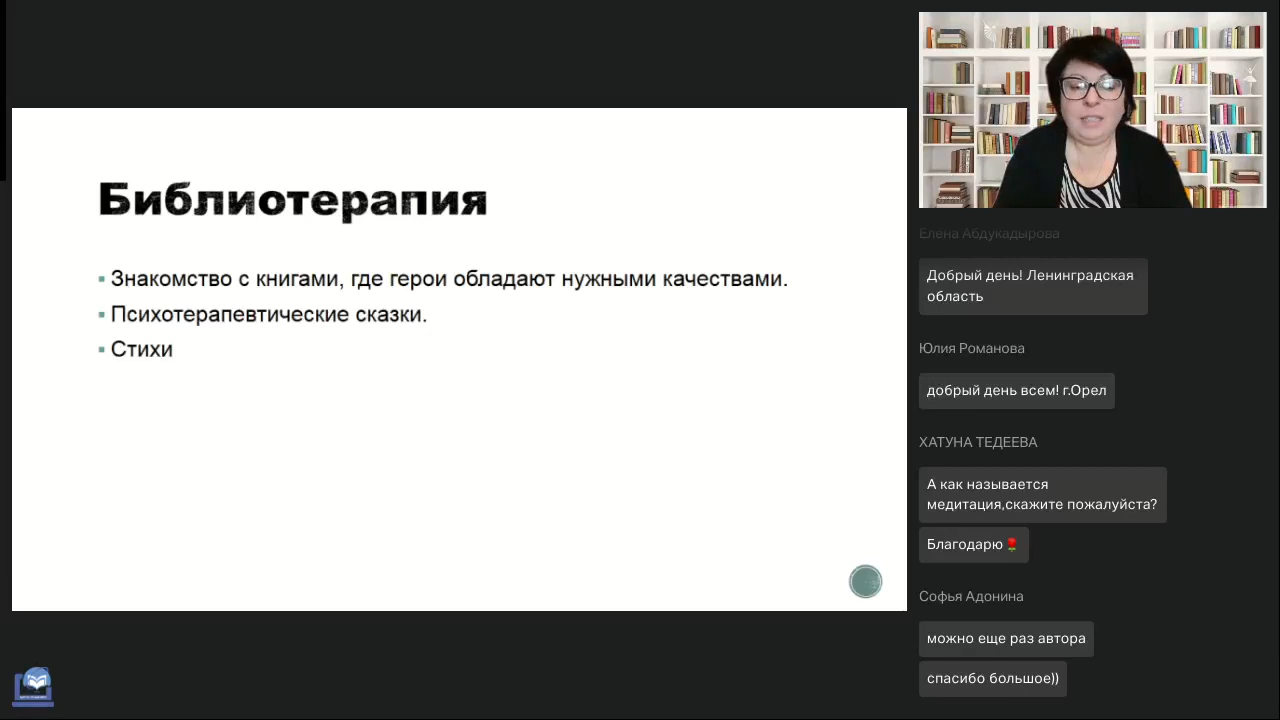 Библиотерапия
Знакомство с книгами, где герои обладают нужными качествами.
Психотерапевтические сказки.
Стихи
Елена Абдукадырова
Добрый день! Ленинградская
область
Юлия Романова
добрый день всем! г.Орел
ХАТУНА ТЕДЕЕВА
А как называется
медитация,скажите пожалуйста?
Благодарю🌹
Софья Адонина
можно еще раз автора
спасибо большое))